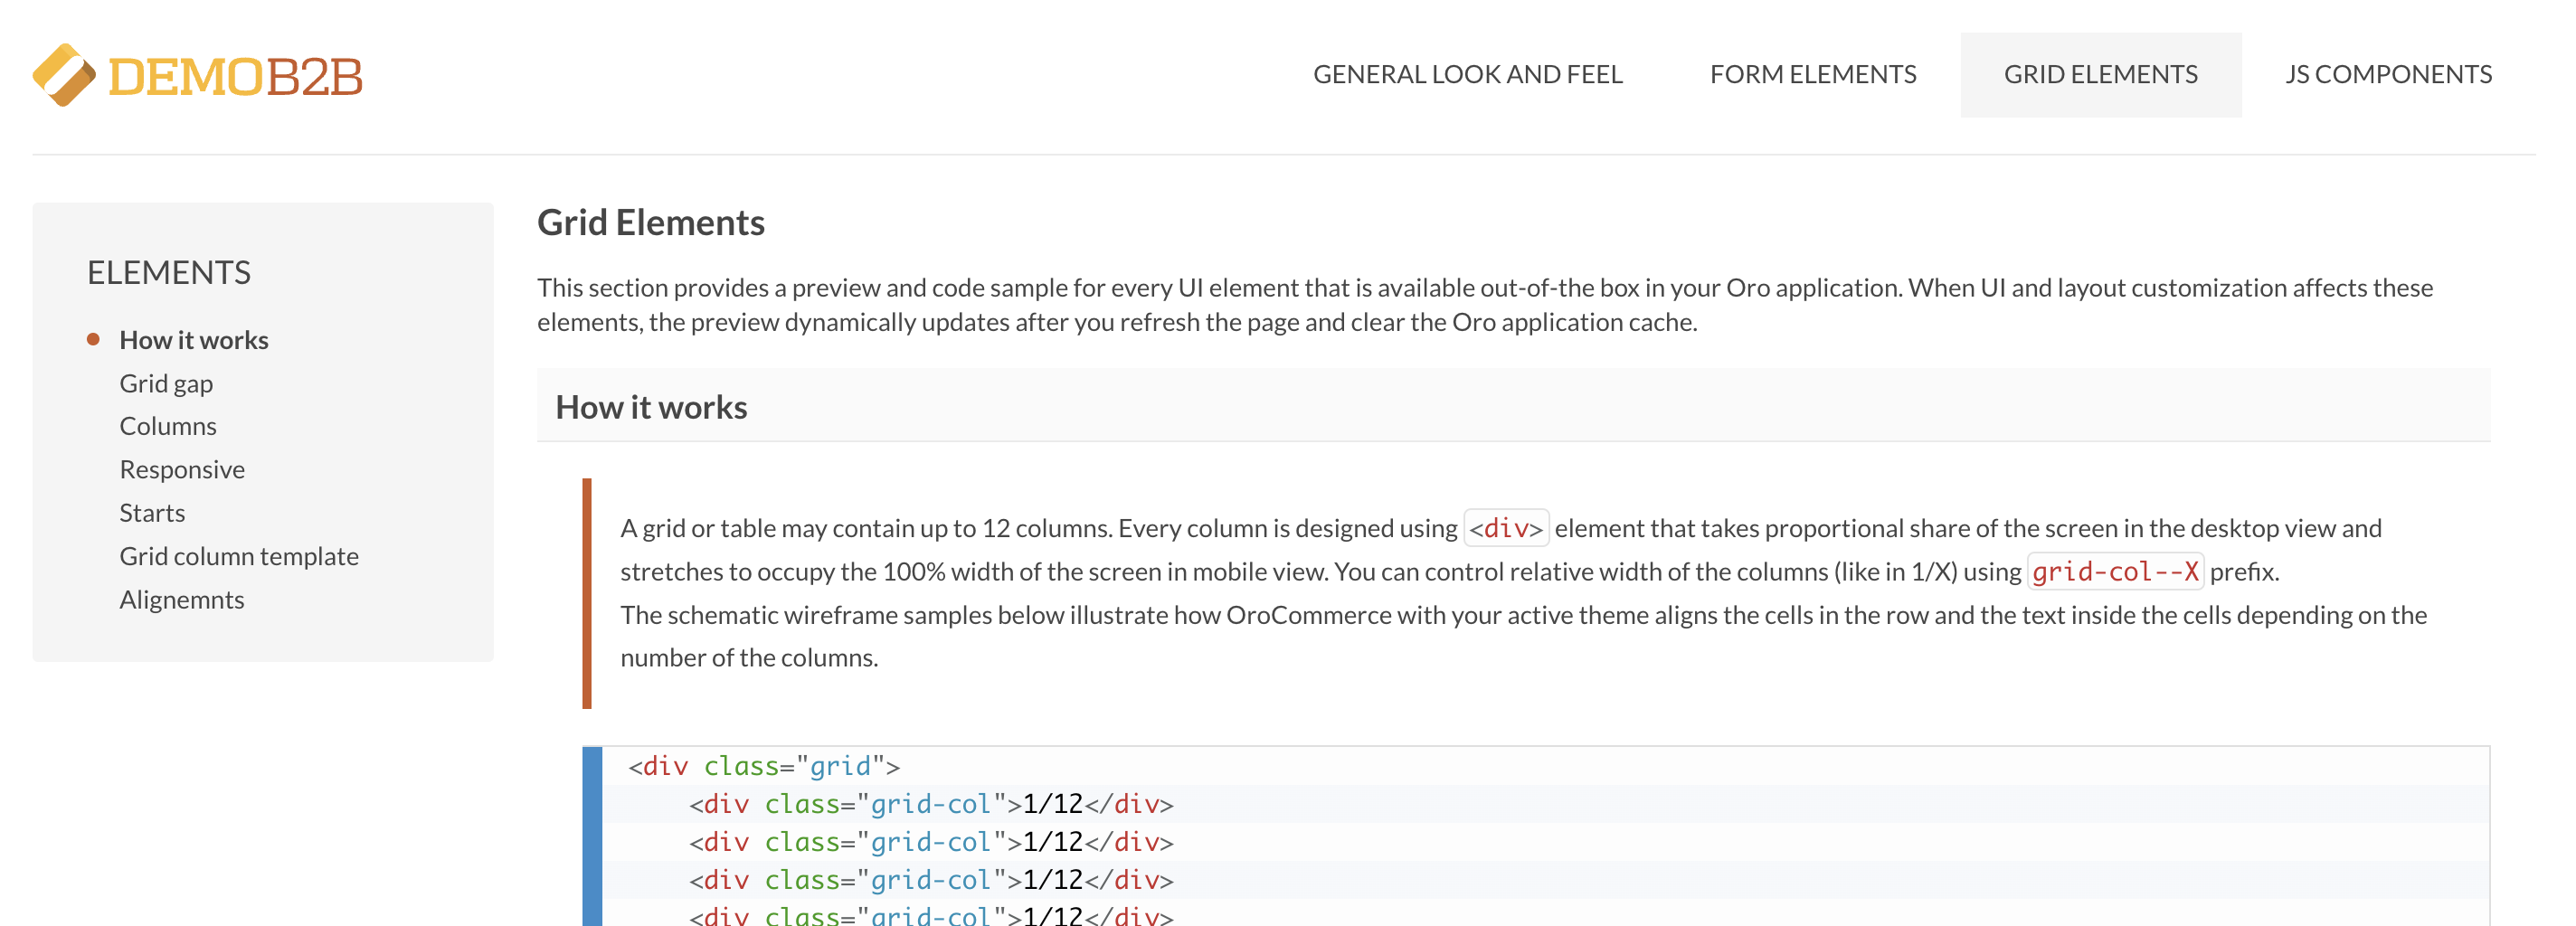 DEMOB2B
GENERAL LOOK AND FEEL
FORM ELEMENTS
GRID ELEMENTS
JS COMPONENTS
ELEMENTS
How it works
Grid gap
Columns
Responsive
Starts
Grid column template
Alignemnts
Grid Elements
This section provides a preview and code sample for every UI element that is available out-of-the box in your Oro application. When UI and layout customization affects these
elements, the preview dynamically updates after you refresh the page and clear the Oro application cache.
How it works
A grid or table may contain up to 12 columns. Every column is designed using <div> element that takes proportional share of the screen in the desktop view and
stretches to occupy the 100% width of the screen in mobile view. You can control relative width of the columns (like in 1/X) using grid-col--X prefix.
The schematic wireframe samples below illustrate how OroCommerce with your active theme aligns the cells in the row and the text inside the cells depending on the
number of the columns.
<div class="grid">
<div class="grid-col">1/12</div>
<div class="grid-col">1/12</div>
<div class="grid-col">1/12</div>
<div class="grid-col">1/12</div>